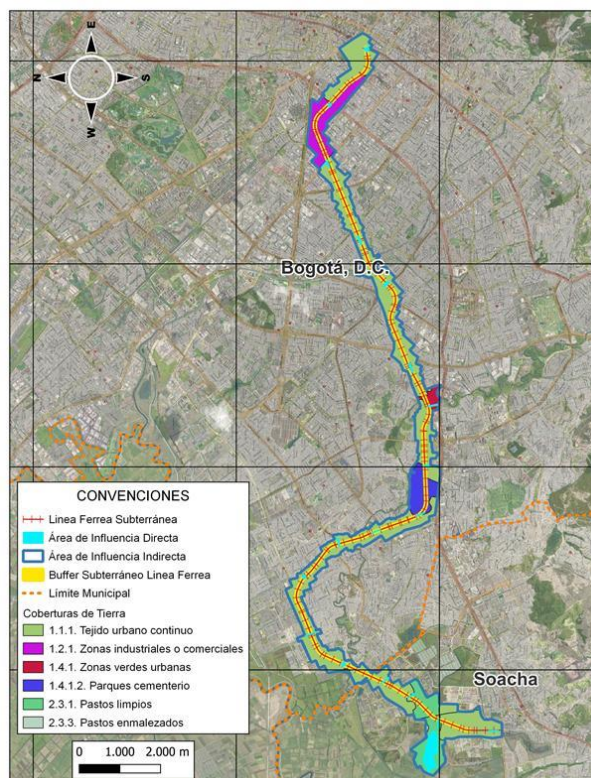 E
N
S
W
Bogotá, D.C.
CONVENCIONES
Linea Ferrea Subterránea
Área de Influencia Directa
Área de Influencia Indirecta
Buffer Subterráneo Linea Ferrea
Límite Municipal
Coberturas de Tierra
1.1.1. Tejido urbano continuo
1.2.1. Zonas industriales o comerciales
1.4.1. Zonas verdes urbanas
1.4.1.2. Parques cementerio
2.3.1. Pastos limpios
2.3.3. Pastos enmalezados
0 1.000 2.000 m
Soacha